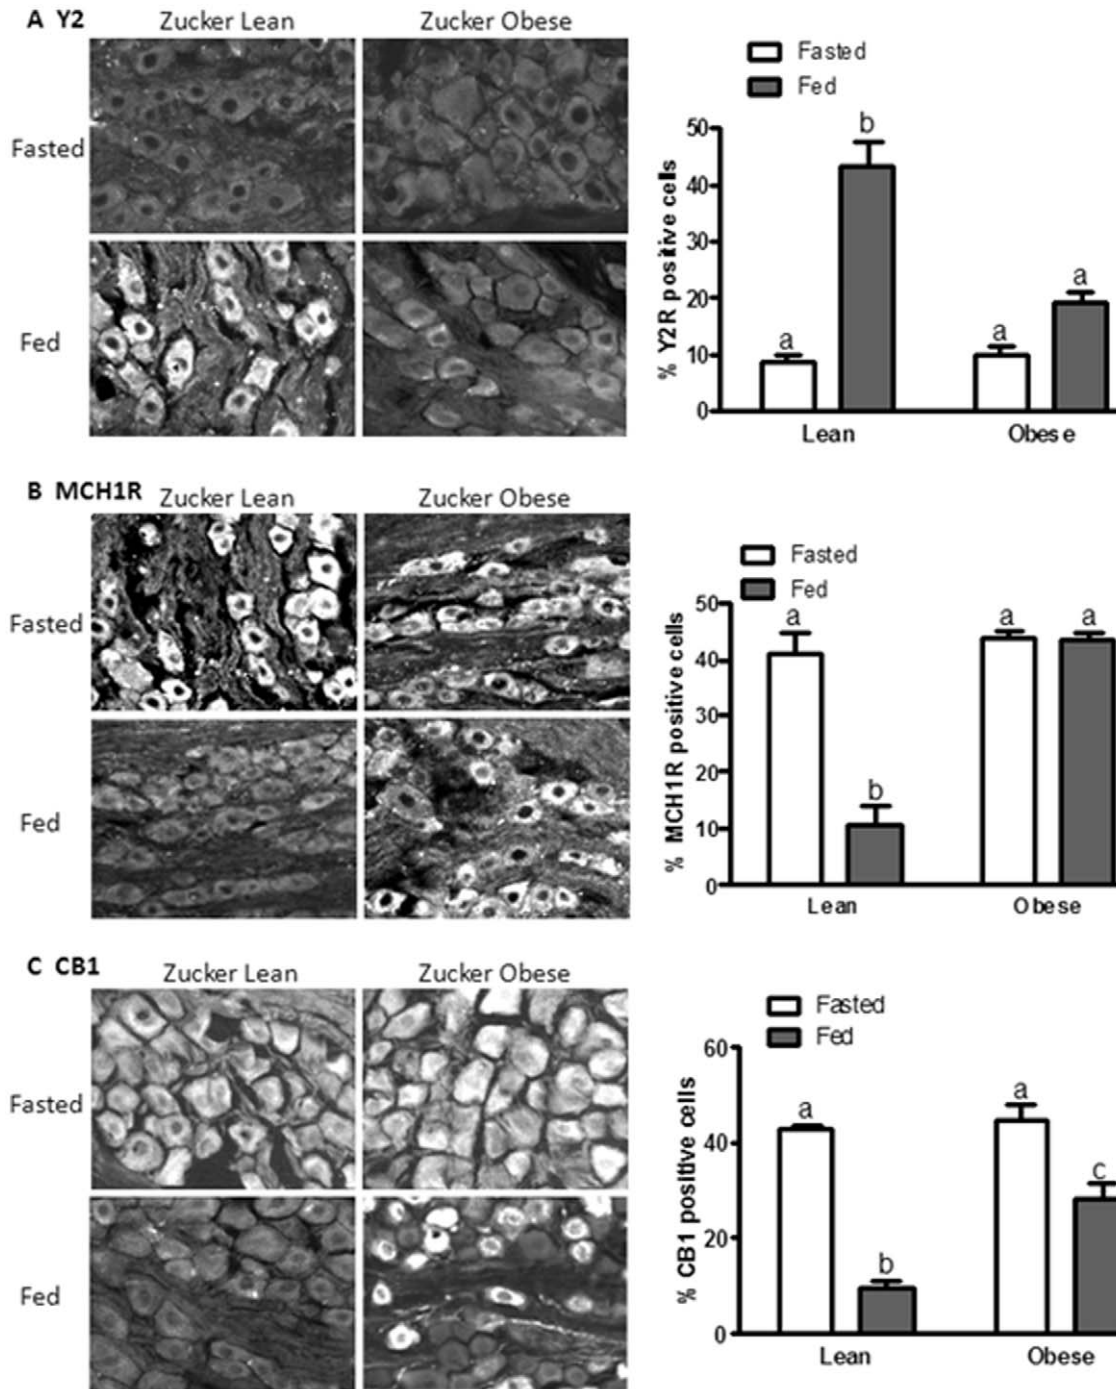 A Y2
Zucker Lean
Zucker Obese
Fasted
Fed
Fasted
Fed
% Y2R positive cells
50
40
30
20
10
0
a
b
a
a
Lean
Obese
B MCH1R
Zucker Lean
Zucker Obese
Fasted
Fed
Fasted
Fed
% MCH1R positive cells
50
40
30
20
10
0
a
b
a
a
Lean
Obese
C CB1
Zucker Lean
Zucker Obese
Fasted
Fed
Fasted
Fed
% CB1 positive cells
60
40
20
0
a
b
a
c
Lean
Obese